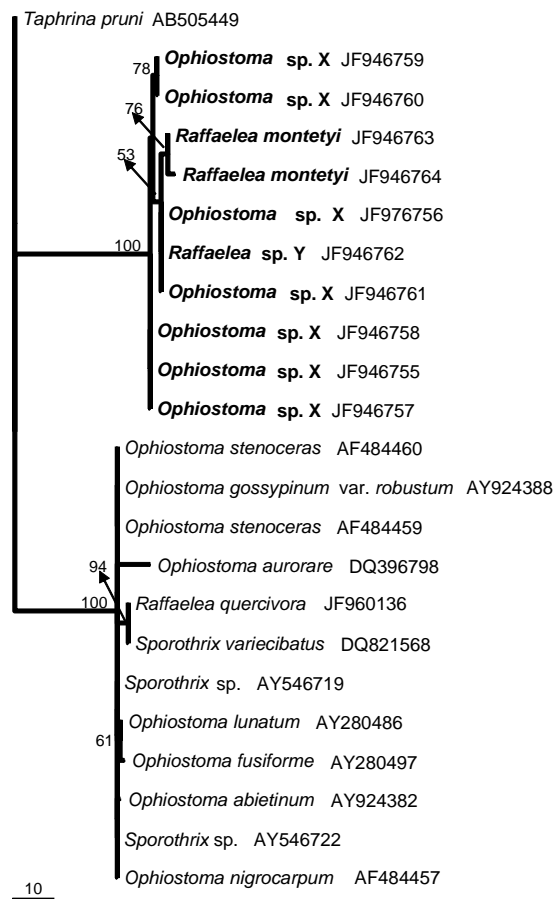 Taphrina pruni AB505449
78 Ophiostoma sp. X JF946759
Ophiostoma sp. X JF946760
76
Raffaelea montetyi JF946763
53
Raffaelea montetyi JF946764
Ophiostoma sp. X JF976756
100 Raffaelea sp. Y JF946762
Ophiostoma sp. X JF946761
Ophiostoma sp. X JF946758
Ophiostoma sp. X JF946755
Ophiostoma sp. X JF946757
Ophiostoma stenoceras AF484460
Ophiostoma gossypinum var. robustum AY924388
Ophiostoma stenoceras AF484459
94 Ophiostoma aurorare DQ396798
100 Raffaelea quercivora JF960136
Sporothrix variecibatus DQ821568
Sporothrix sp. AY546719
Ophiostoma lunatum AY280486
61
Ophiostoma fusiforme AY280497
Ophiostoma abietinum AY924382
Sporothrix sp. AY546722
Ophiostoma nigrocarpum AF484457
10